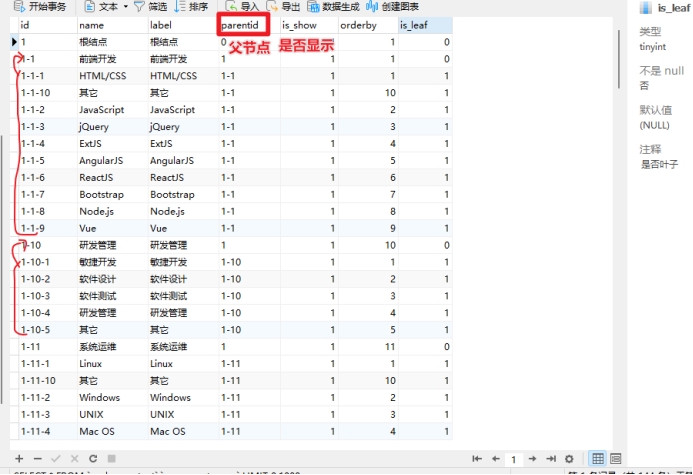 开始事务 文本 筛选 排序 导入 导出 数据生成 创建图表
id name label parentid is_show orderby is_leaf
1 根结点 根结点 0 1 0
父节点 是否显示
1-1 前端开发 前端开发 1 1 1 0
1-1-1 HTML/CSS HTML/CSS 1-1 1 1 1
1-1-10 其它 其它 1-1 1 10 1
1-1-2 JavaScript JavaScript 1-1 1 2 1
1-1-3 jQuery jQuery 1-1 1 3 1
1-1-4 ExtJS ExtJS 1-1 1 4 1
1-1-5 AngularJS AngularJS 1-1 1 5 1
1-1-6 ReactJS ReactJS 1-1 1 6 1
1-1-7 Bootstrap Bootstrap 1-1 1 7 1
1-1-8 Node.js Node.js 1-1 1 8 1
1-1-9 Vue Vue 1-1 1 9 1
1-10 研发管理 研发管理 1 1 10 0
1-10-1 敏捷开发 敏捷开发 1-10 1 1 1
1-10-2 软件设计 软件设计 1-10 1 2 1
1-10-3 软件测试 软件测试 1-10 1 3 1
1-10-4 研发管理 研发管理 1-10 1 4 1
1-10-5 其它 其它 1-10 1 5 1
1-11 系统运维 系统运维 1 1 11 0
1-11-1 Linux Linux 1-11 1 1 1
1-11-10 其它 其它 1-11 1 10 1
1-11-2 Windows Windows 1-11 1 2 1
1-11-3 UNIX UNIX 1-11 1 3 1
1-11-4 Mac OS Mac OS 1-11 1 4 1
1
is_leaf
类型
tinyint
不是 null
否
默认值
(NULL)
注释
是否叶子